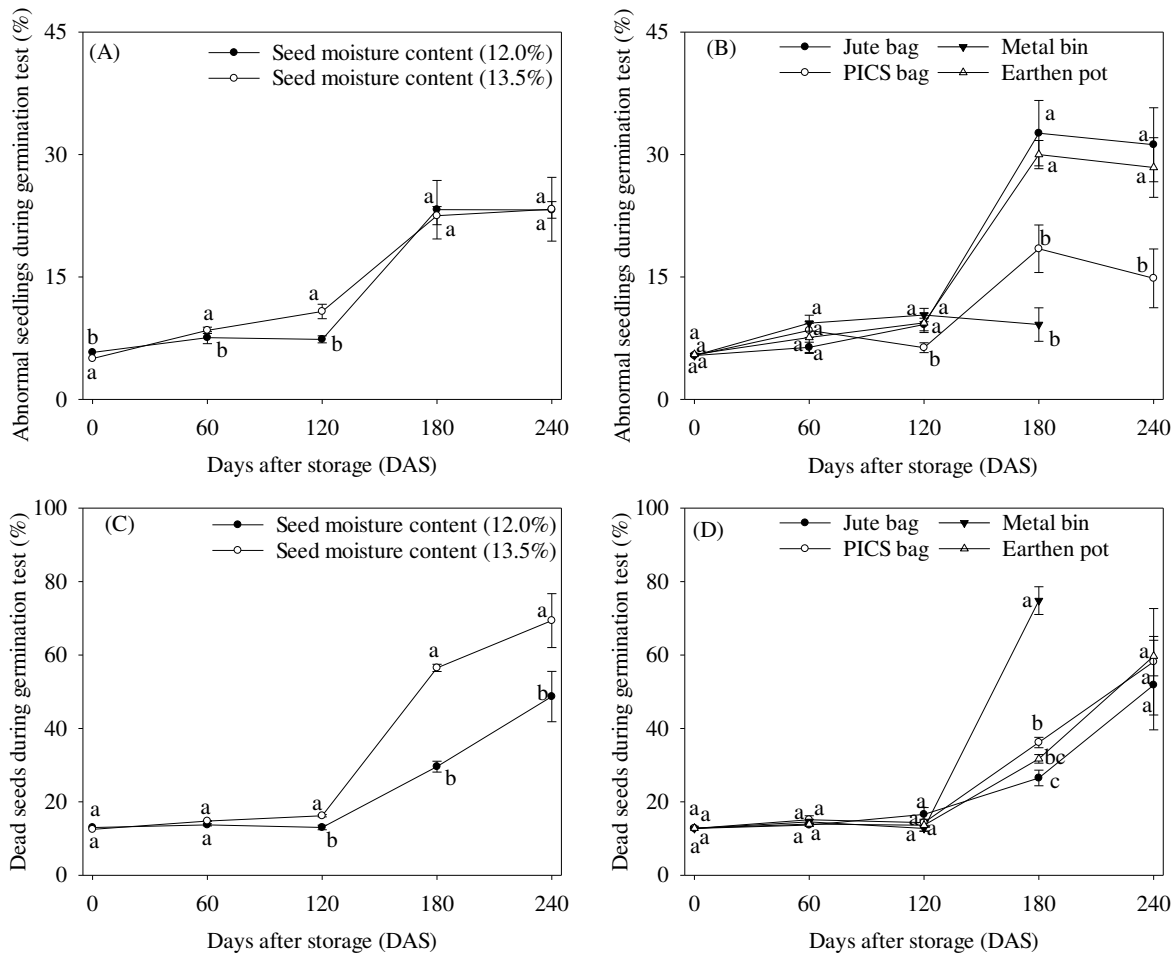 Abnormal seedlings during germination test (%)
45
30
15
0
(A)
Seed moisture content (12.0%)
Seed moisture content (13.5%)
b
a
a
b
a
b
a
a
a
a
0 60 120 180 240
Days after storage (DAS)
Abnormal seedlings during germination test (%)
45
30
15
0
(B)
Jute bag Metal bin
PICS bag Earthen pot
a
a
a
a
a
a
a
a
a
a
a
b
a
a
b
b
a
a
b
0 60 120 180 240
Days after storage (DAS)
Dead seeds during germination test (%)
100
80
60
40
20
0
(C)
Seed moisture content (12.0%)
Seed moisture content (13.5%)
a
a
a
a
a
b
a
b
a
b
0 60 120 180 240
Days after storage (DAS)
Dead seeds during germination test (%)
100
80
60
40
20
0
(D)
Jute bag Metal bin
PICS bag Earthen pot
a a
a a
a a
a a
a
a
a a
a
b
bc
c
a
a
a
0 60 120 180 240
Days after storage (DAS)